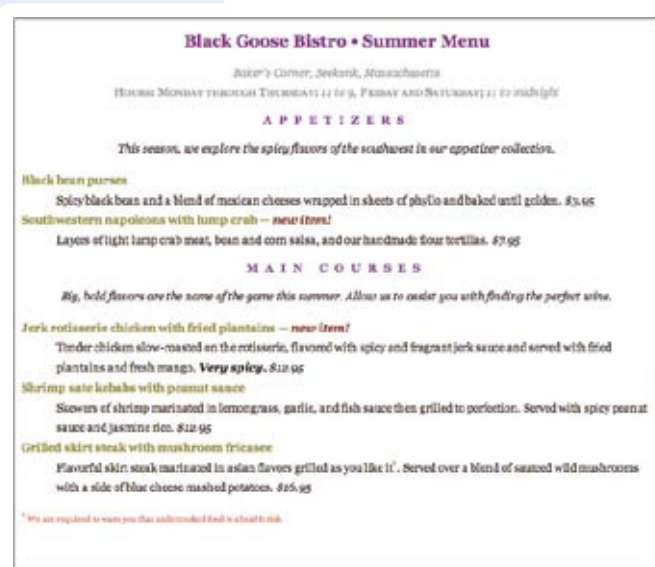 Black Goose Bistro • Summer Menu
Baker's Corner, Seekonk, Massachusetts
Hours: Monday through Thursday: 11 to 9, Friday and Saturday; 11 to midnight
APPETIZERS
This season, we explore the spicy flavors of the southwest in our appetizer collection.
Black bean purses
Spicy black bean and a blend of mexican cheeses wrapped in sheets of phyllo and baked until golden. $3.95
Southwestern napoleons with lump crab — new item!
Layers of light lump crab meat, bean and corn salsa, and our handmade flour tortillas. $7.95
MAIN COURSES
Big, bold flavors are the name of the game this summer. Allow us to assist you with finding the perfect wine.
Jerk rotisserie chicken with fried plantains — new item!
Tender chicken slow-roasted on the rotisserie, flavored with spicy and fragrant jerk sauce and served with fried
plantains and fresh mango. Very spicy. $12.95
Shrimp sate kebabs with peanut sauce
Skewers of shrimp marinated in lemongrass, garlic, and fish sauce then grilled to perfection. Served with spicy peanut
sauce and jasmine rice. $12.95
Grilled skirt steak with mushroom fricasee
Flavorful skirt steak marinated in asian flavors grilled as you like it*. Served over a blend of sauteed wild mushrooms
with a side of blue cheese mashed potatoes. $16.95
* We are required to warn you that undercooked food is a health risk.